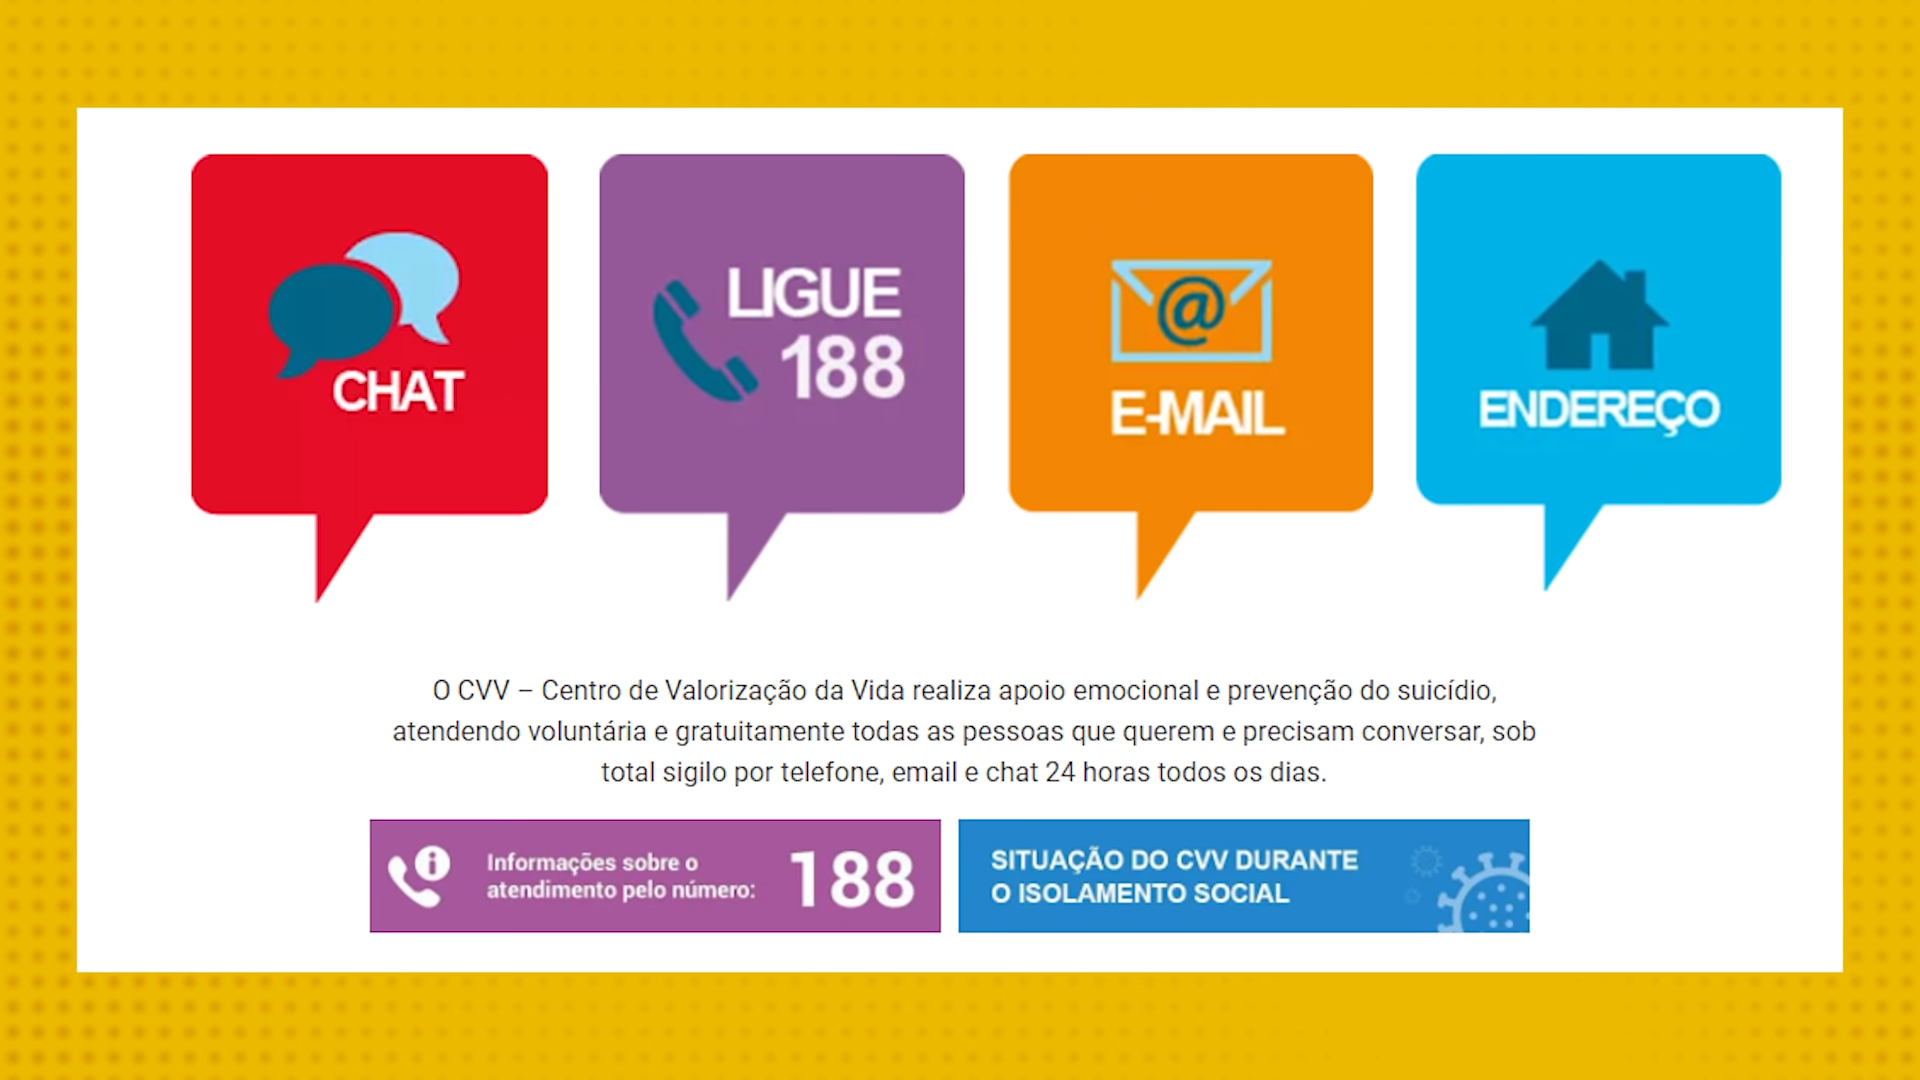 CHAT
LIGUE
188
@
E-MAIL
ENDEREÇO
O CVV – Centro de Valorização da Vida realiza apoio emocional e prevenção do suicídio,
atendendo voluntária e gratuitamente todas as pessoas que querem e precisam conversar, sob
total sigilo por telefone, email e chat 24 horas todos os dias.
i
Informações sobre o
atendimento pelo número:
188
SITUAÇÃO DO CVV DURANTE
O ISOLAMENTO SOCIAL